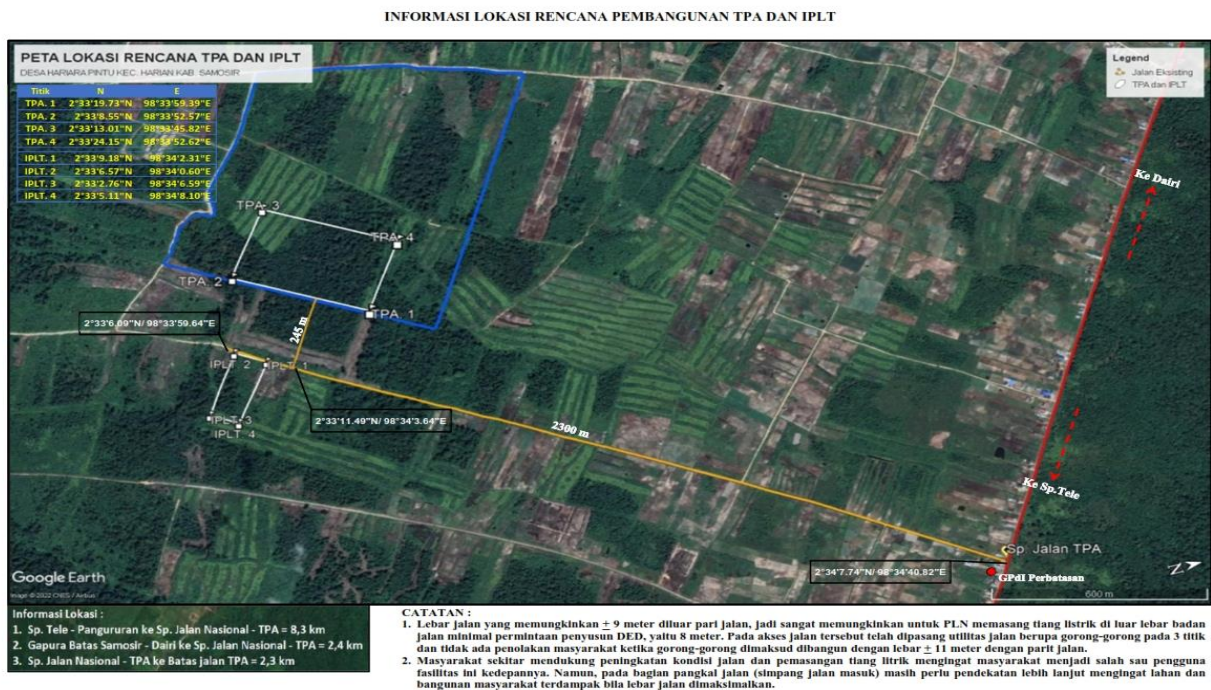 INFORMASI LOKASI RENCANA PEMBANGUNAN TPA DAN IPLT
PETA LOKASI RENCANA TPA DAN IPLT
DESA HARIARA PINTU KEC. HARIAN KAB. SAMOSIR
Titik N E
TPA. 1 2°33'19.73"N 98°33'59.39"E
TPA. 2 2°33'8.55"N 98°33'52.57"E
TPA. 3 2°33'13.01"N 98°33'45.82"E
TPA. 4 2°33'24.15"N 98°33'52.62"E
IPLT. 1 2°33'9.18"N 98°34'2.31"E
IPLT. 2 2°33'6.57"N 98°34'0.60"E
IPLT. 3 2°33'2.76"N 98°34'6.59"E
IPLT. 4 2°33'5.11"N 98°34'8.10"E
Legend
Jalan Eksisting
TPA dan IPLT
Ke Dairi
TPA 3
TPA 4
TPA 2
TPA 1
2°33'6.09"N/ 98°33'59.64"E
245 m
IPLT 2
IPLT 1
IPLT 3
IPLT 4
2°33'11.49"N/ 98°34'3.64"E
2300 m
Ke Sp.Tele
Sp. Jalan TPA
2°34'7.74"N/ 98°34'40.82"E
GPdI Perbatasan
N
600 m
Google Earth
Image © 2022 CNES / Airbus
Informasi Lokasi :
1. Sp. Tele - Pangururan ke Sp. Jalan Nasional - TPA = 8,3 km
2. Gapura Batas Samosir - Dairi ke Sp. Jalan Nasional - TPA = 2,4 km
3. Sp. Jalan Nasional - TPA ke Batas jalan TPA = 2,3 km
CATATAN :
1. Lebar jalan yang memungkinkan ± 9 meter diluar pari jalan, jadi sangat memungkinkan untuk PLN memasang tiang listrik di luar lebar badan
jalan minimal permintaan penyusun DED, yaitu 8 meter. Pada akses jalan tersebut telah dipasang utilitas jalan berupa gorong-gorong pada 3 titik
dan tidak ada penolakan masyarakat ketika gorong-gorong dimaksud dibangun dengan lebar ± 11 meter dengan parit jalan.
2. Masyarakat sekitar mendukung peningkatan kondisi jalan dan pemasangan tiang litrik mengingat masyarakat menjadi salah sau pengguna
fasilitas ini kedepannya. Namun, pada bagian pangkal jalan (simpang jalan masuk) masih perlu pendekatan lebih lanjut mengingat lahan dan
bangunan masyarakat terdampak bila lebar jalan dimaksimalkan.